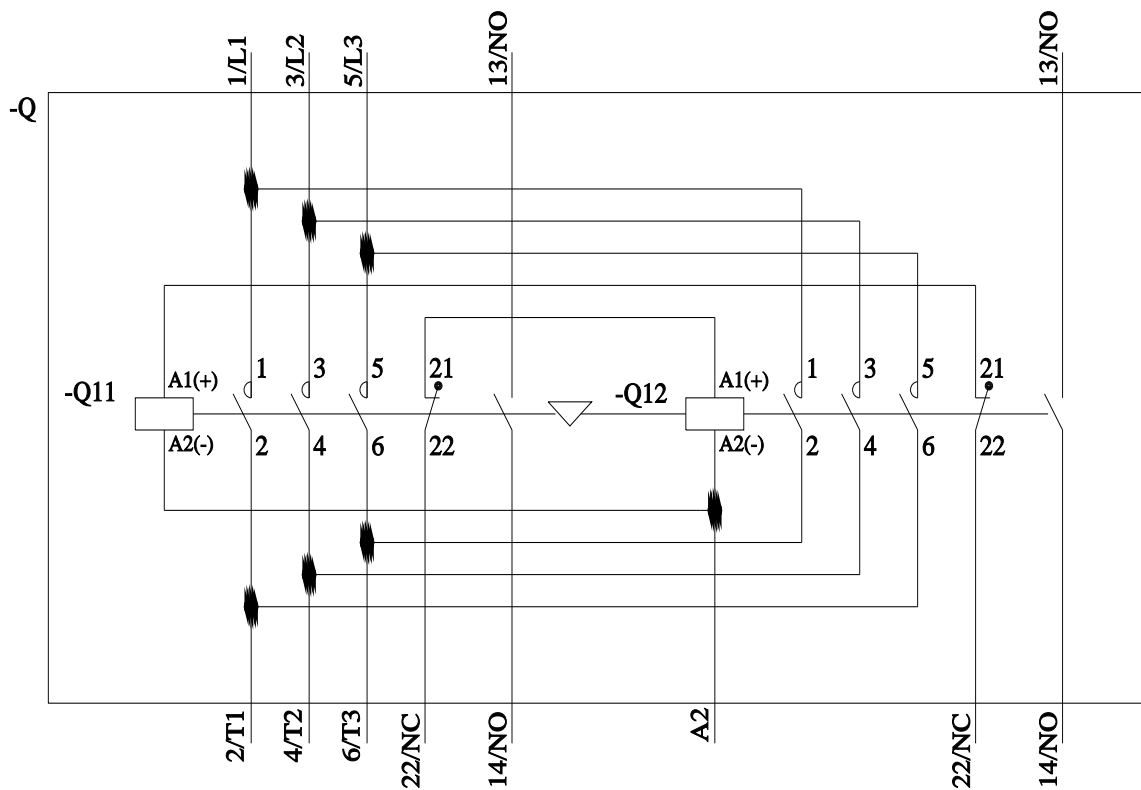 1/L1
3/L2
5/L3
13/NO
13/NO
-Q
-Q11
A1(+)
A2(-)
1
3
5
21
2
4
6
22
-Q12
A1(+)
A2(-)
1
3
5
21
2
4
6
22
2/T1
4/T2
6/T3
22/NC
14/NO
A2
22/NC
14/NO